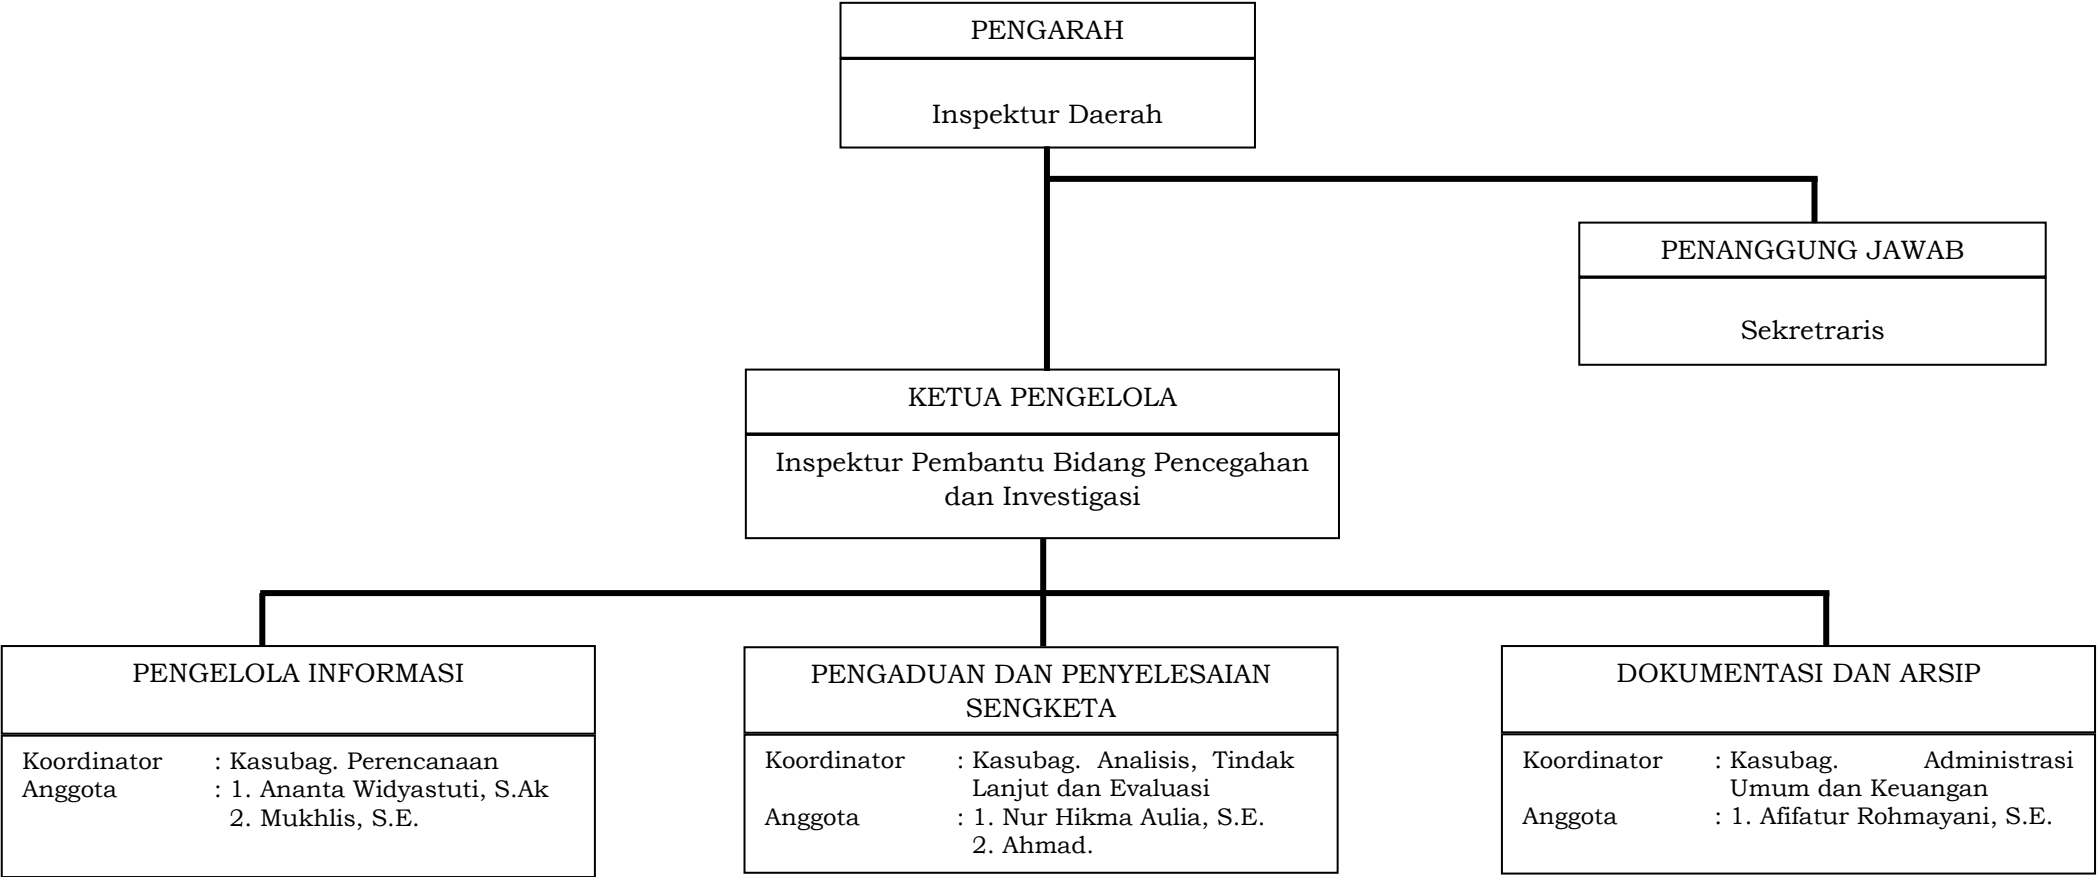 PENGARAH
Inspektur Daerah
PENANGGUNG JAWAB
Sekretraris
KETUA PENGELOLA
Inspektur Pembantu Bidang Pencegahan
dan Investigasi
PENGELOLA INFORMASI
Koordinator : Kasubag. Perencanaan
Anggota : 1. Ananta Widyastuti, S.Ak
2. Mukhlis, S.E.
PENGADUAN DAN PENYELESAIAN
SENGKETA
Koordinator : Kasubag. Analisis, Tindak
Lanjut dan Evaluasi
Anggota : 1. Nur Hikma Aulia, S.E.
2. Ahmad.
DOKUMENTASI DAN ARSIP
Koordinator : Kasubag. Administrasi
Umum dan Keuangan
Anggota : 1. Afifatur Rohmayani, S.E.